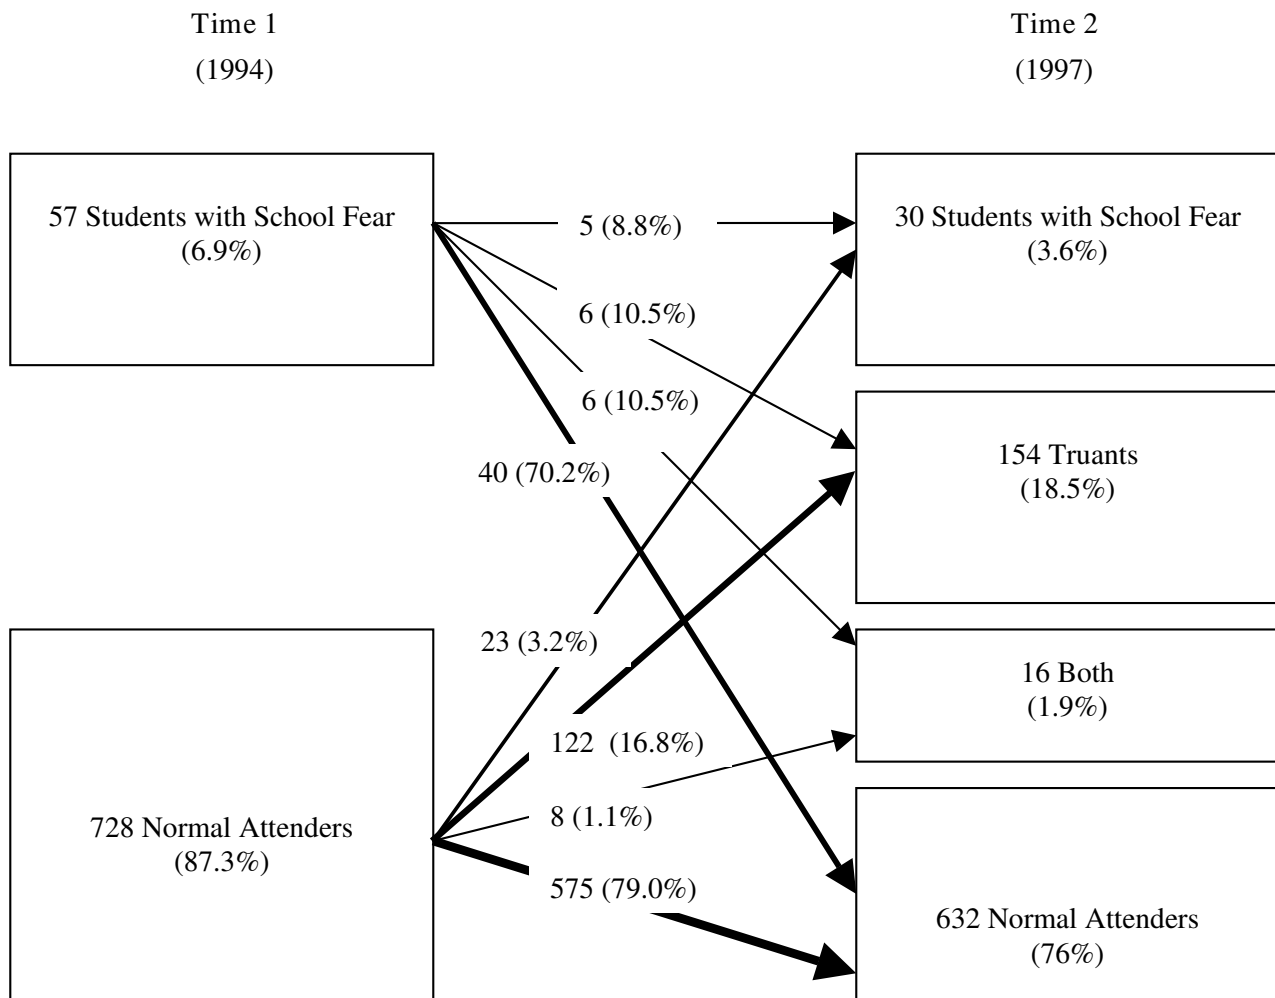 Time 1
(1994)
Time 2
(1997)
57 Students with School Fear
(6.9%)
5 (8.8%)
30 Students with School Fear
(3.6%)
6 (10.5%)
6 (10.5%)
40 (70.2%)
154 Truants
(18.5%)
23 (3.2%)
16 Both
(1.9%)
122 (16.8%)
728 Normal Attenders
(87.3%)
8 (1.1%)
575 (79.0%)
632 Normal Attenders
(76%)